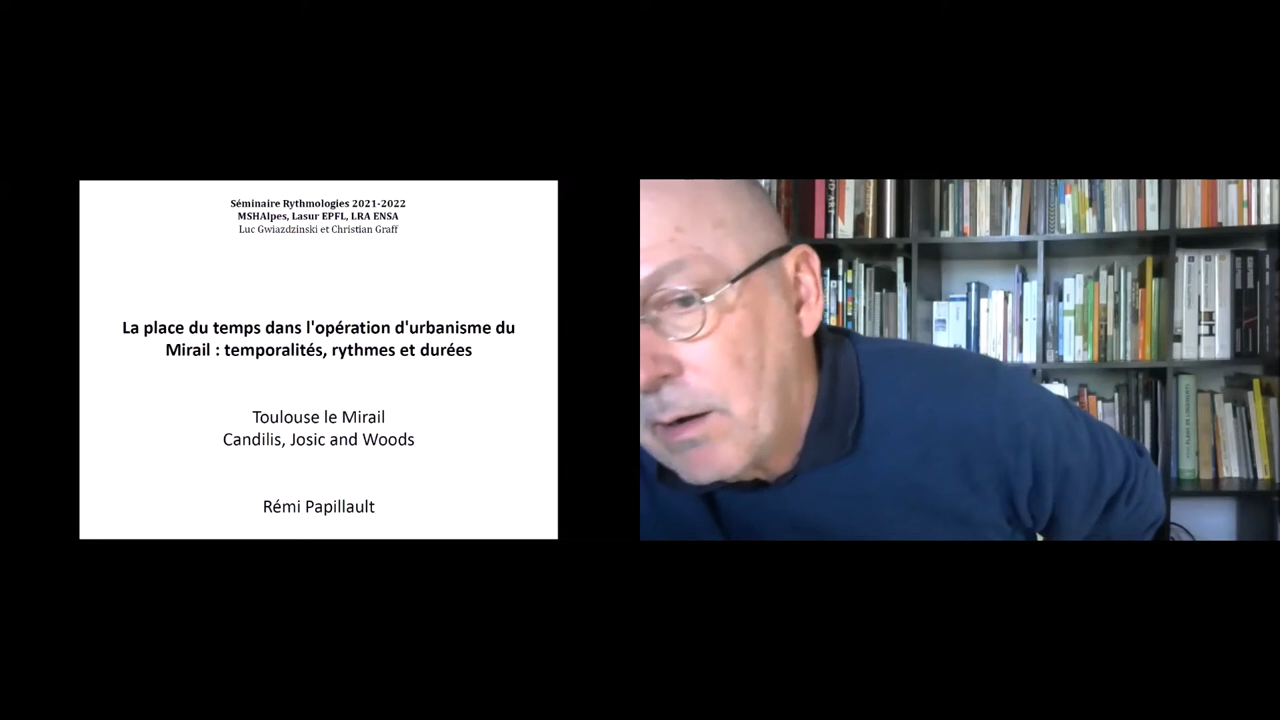 Séminaire Rythmologies 2021-2022
MSHAlpes, Lasur EPFL, LRA ENSA
Luc Gwiazdzinski et Christian Graff
La place du temps dans l'opération d'urbanisme du
Mirail : temporalités, rythmes et durées
Toulouse le Mirail
Candilis, Josic and Woods
Rémi Papillault